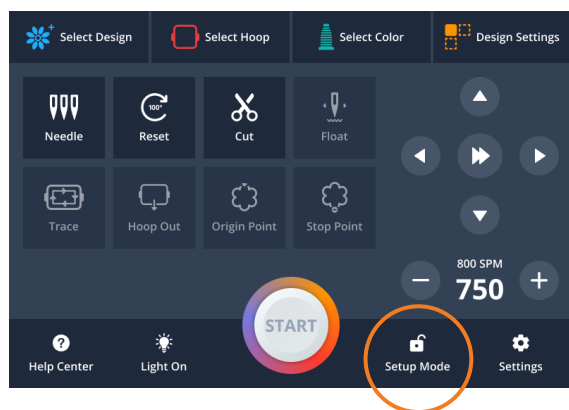 Select Design
Select Hoop
Select Color
Design Settings
Needle
100°
Reset
Cut
Float
Trace
Hoop Out
Origin Point
Stop Point
800 SPM
750
START
?
Help Center
Light On
Setup Mode
Settings